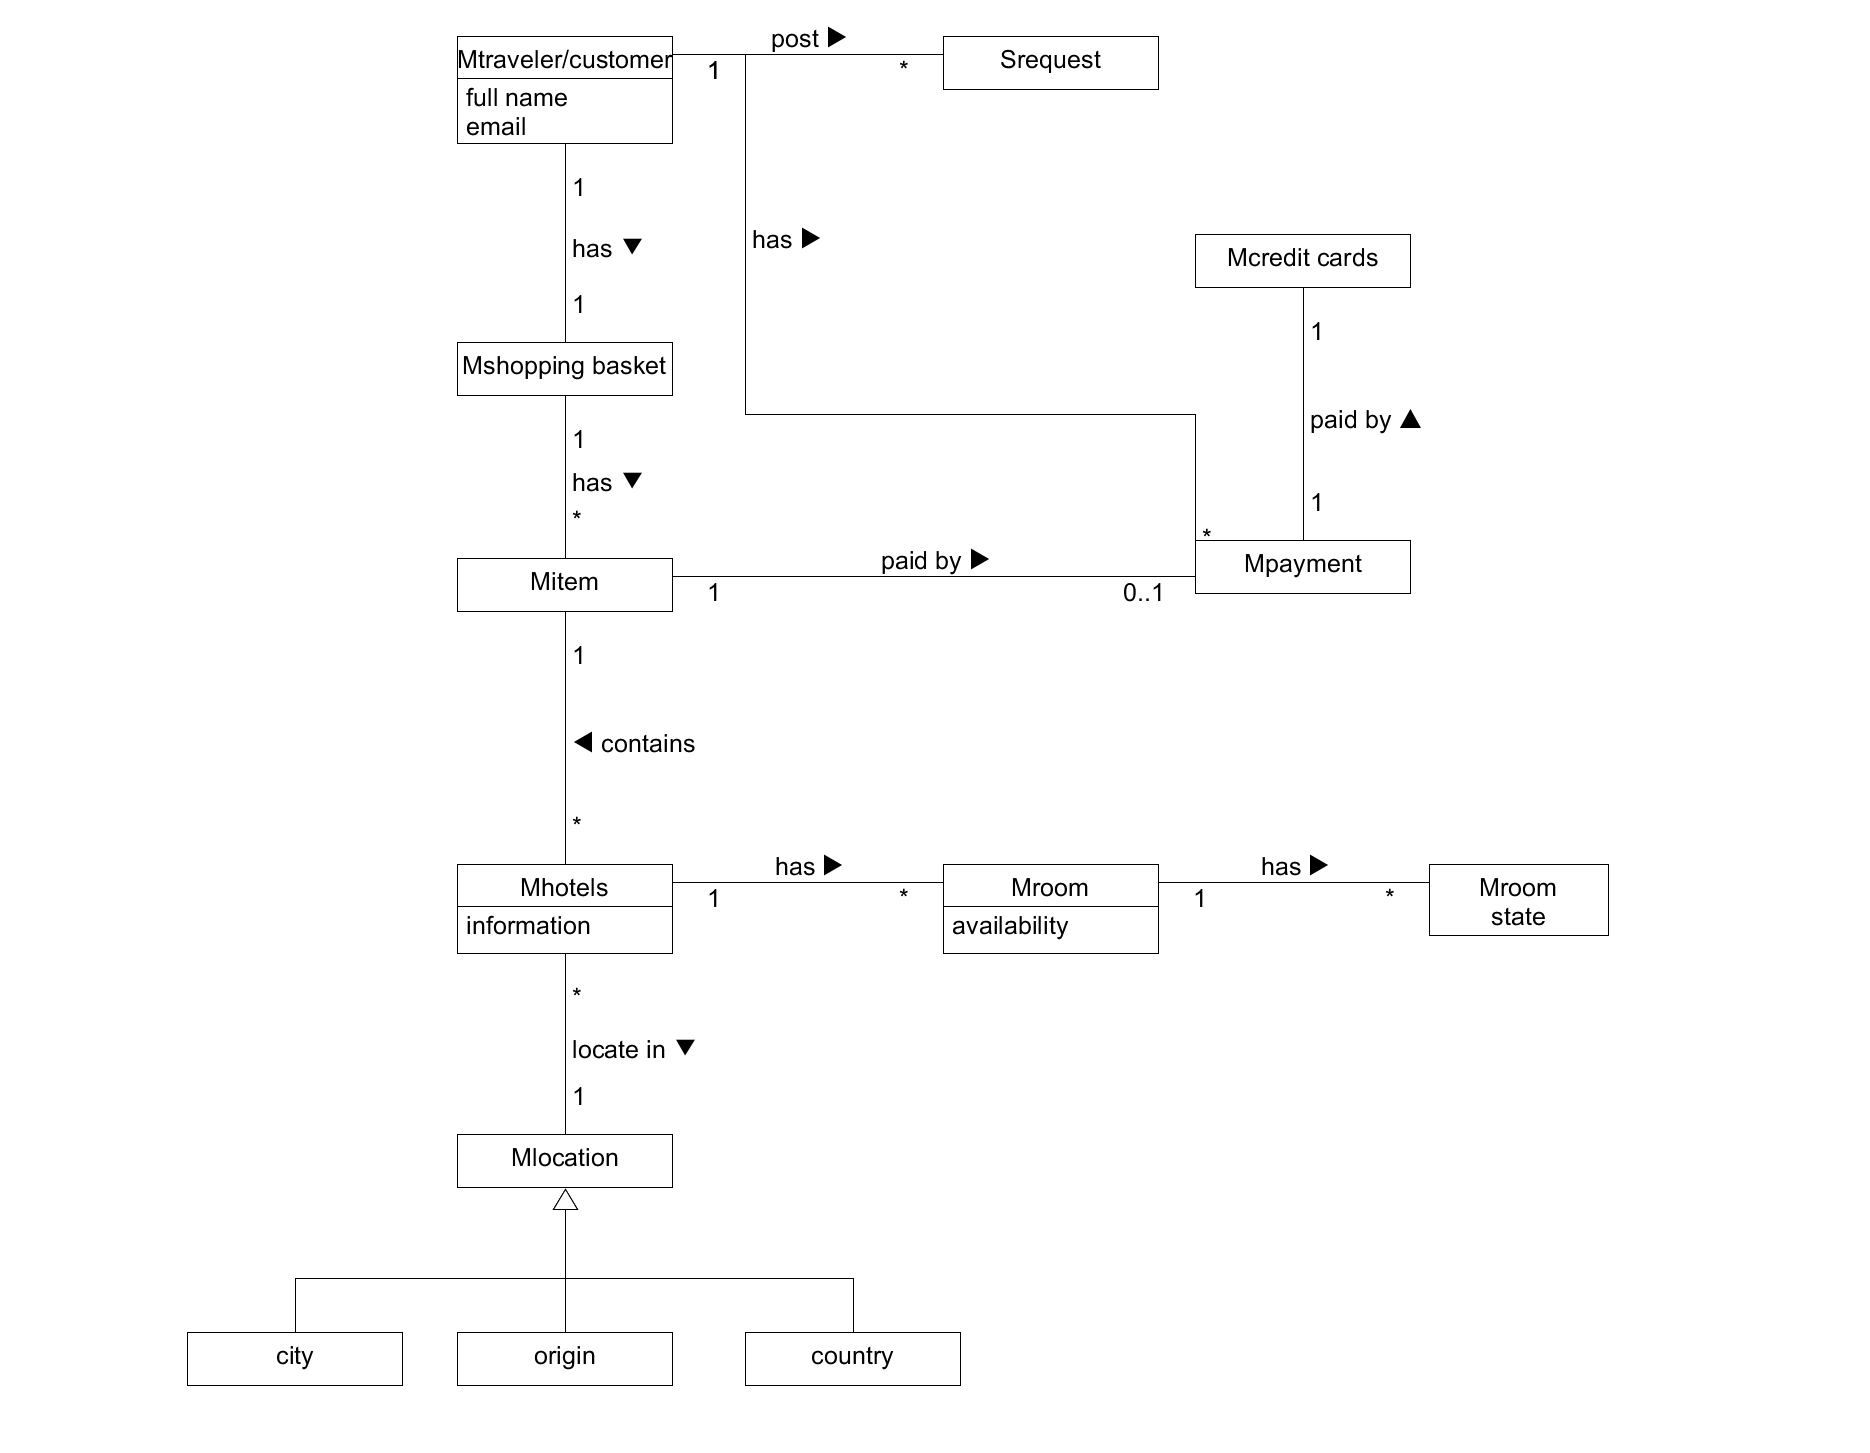 post ▶
Mtraveler/customer
1
*
Srequest
full name
email
1
has ▼
has ▶
1
Mcredit cards
1
Mshopping basket
paid by ▲
1
has ▼
*
1
*
paid by ▶
Mitem
1
0..1
Mpayment
1
◀ contains
*
has ▶
has ▶
Mhotels
1
*
Mroom
1
*
Mroom
state
information
availability
*
locate in ▼
1
Mlocation
city
origin
country